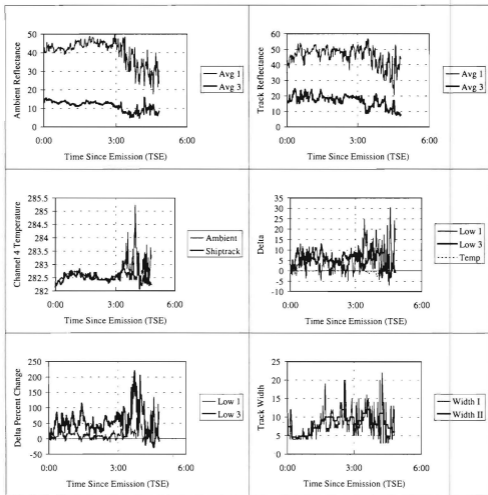 Ambient Reflectance
50
40
30
20
10
0
0:00 3:00 6:00
Time Since Emission (TSE)
Avg 1
Avg 3
Track Reflectance
60
50
40
30
20
10
0
0:00 3:00 6:00
Time Since Emission (TSE)
Avg 1
Avg 3
Channel 4 Temperature
285.5
285
284.5
284
283.5
283
282.5
282
0:00 3:00 6:00
Time Since Emission (TSE)
Ambient
Shiptrack
Delta
35
30
25
20
15
10
5
0
-5
-10
0:00 3:00 6:00
Time Since Emission (TSE)
Low 1
Low 3
Temp
Delta Percent Change
250
200
150
100
50
0
-50
0:00 3:00 6:00
Time Since Emission (TSE)
Low 1
Low 3
Track Width
25
20
15
10
5
0
0:00 3:00 6:00
Time Since Emission (TSE)
Width I
Width II